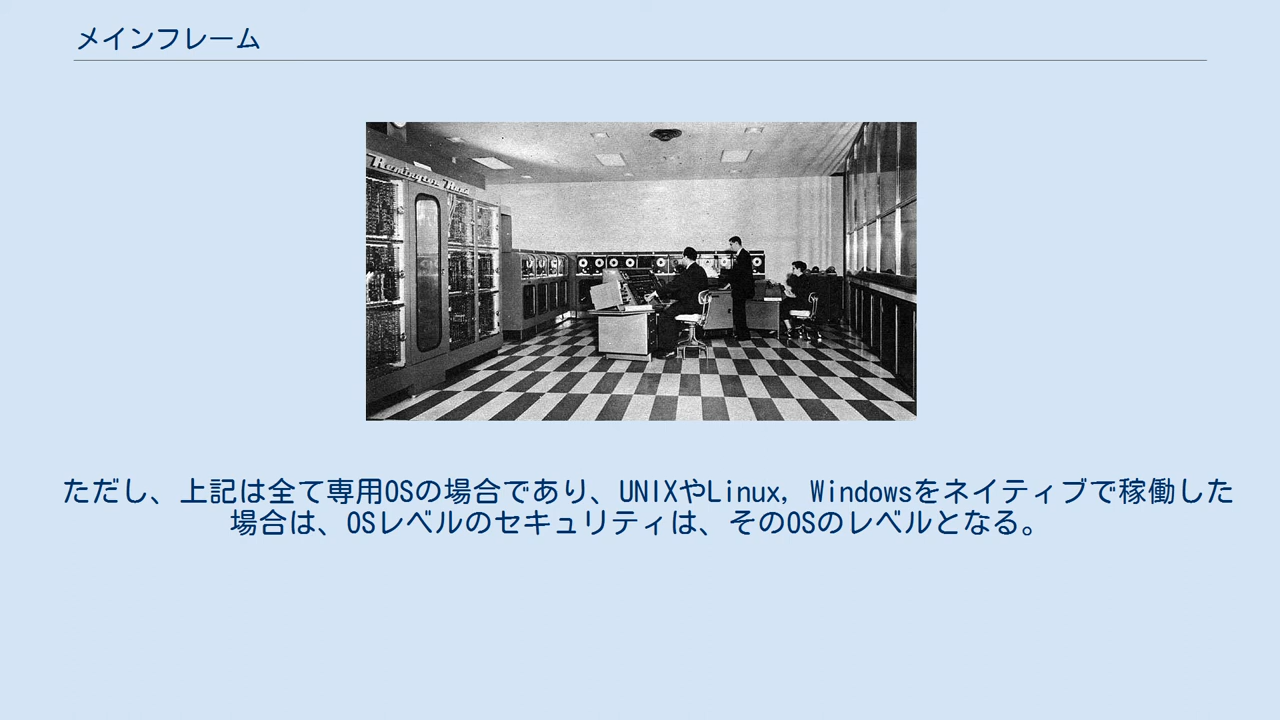 メインフレーム
Remington Rand
ただし、上記は全て専用OSの場合であり、UNIXやLinux, Windowsをネイティブで稼働した
場合は、OSレベルのセキュリティは、そのOSのレベルとなる。